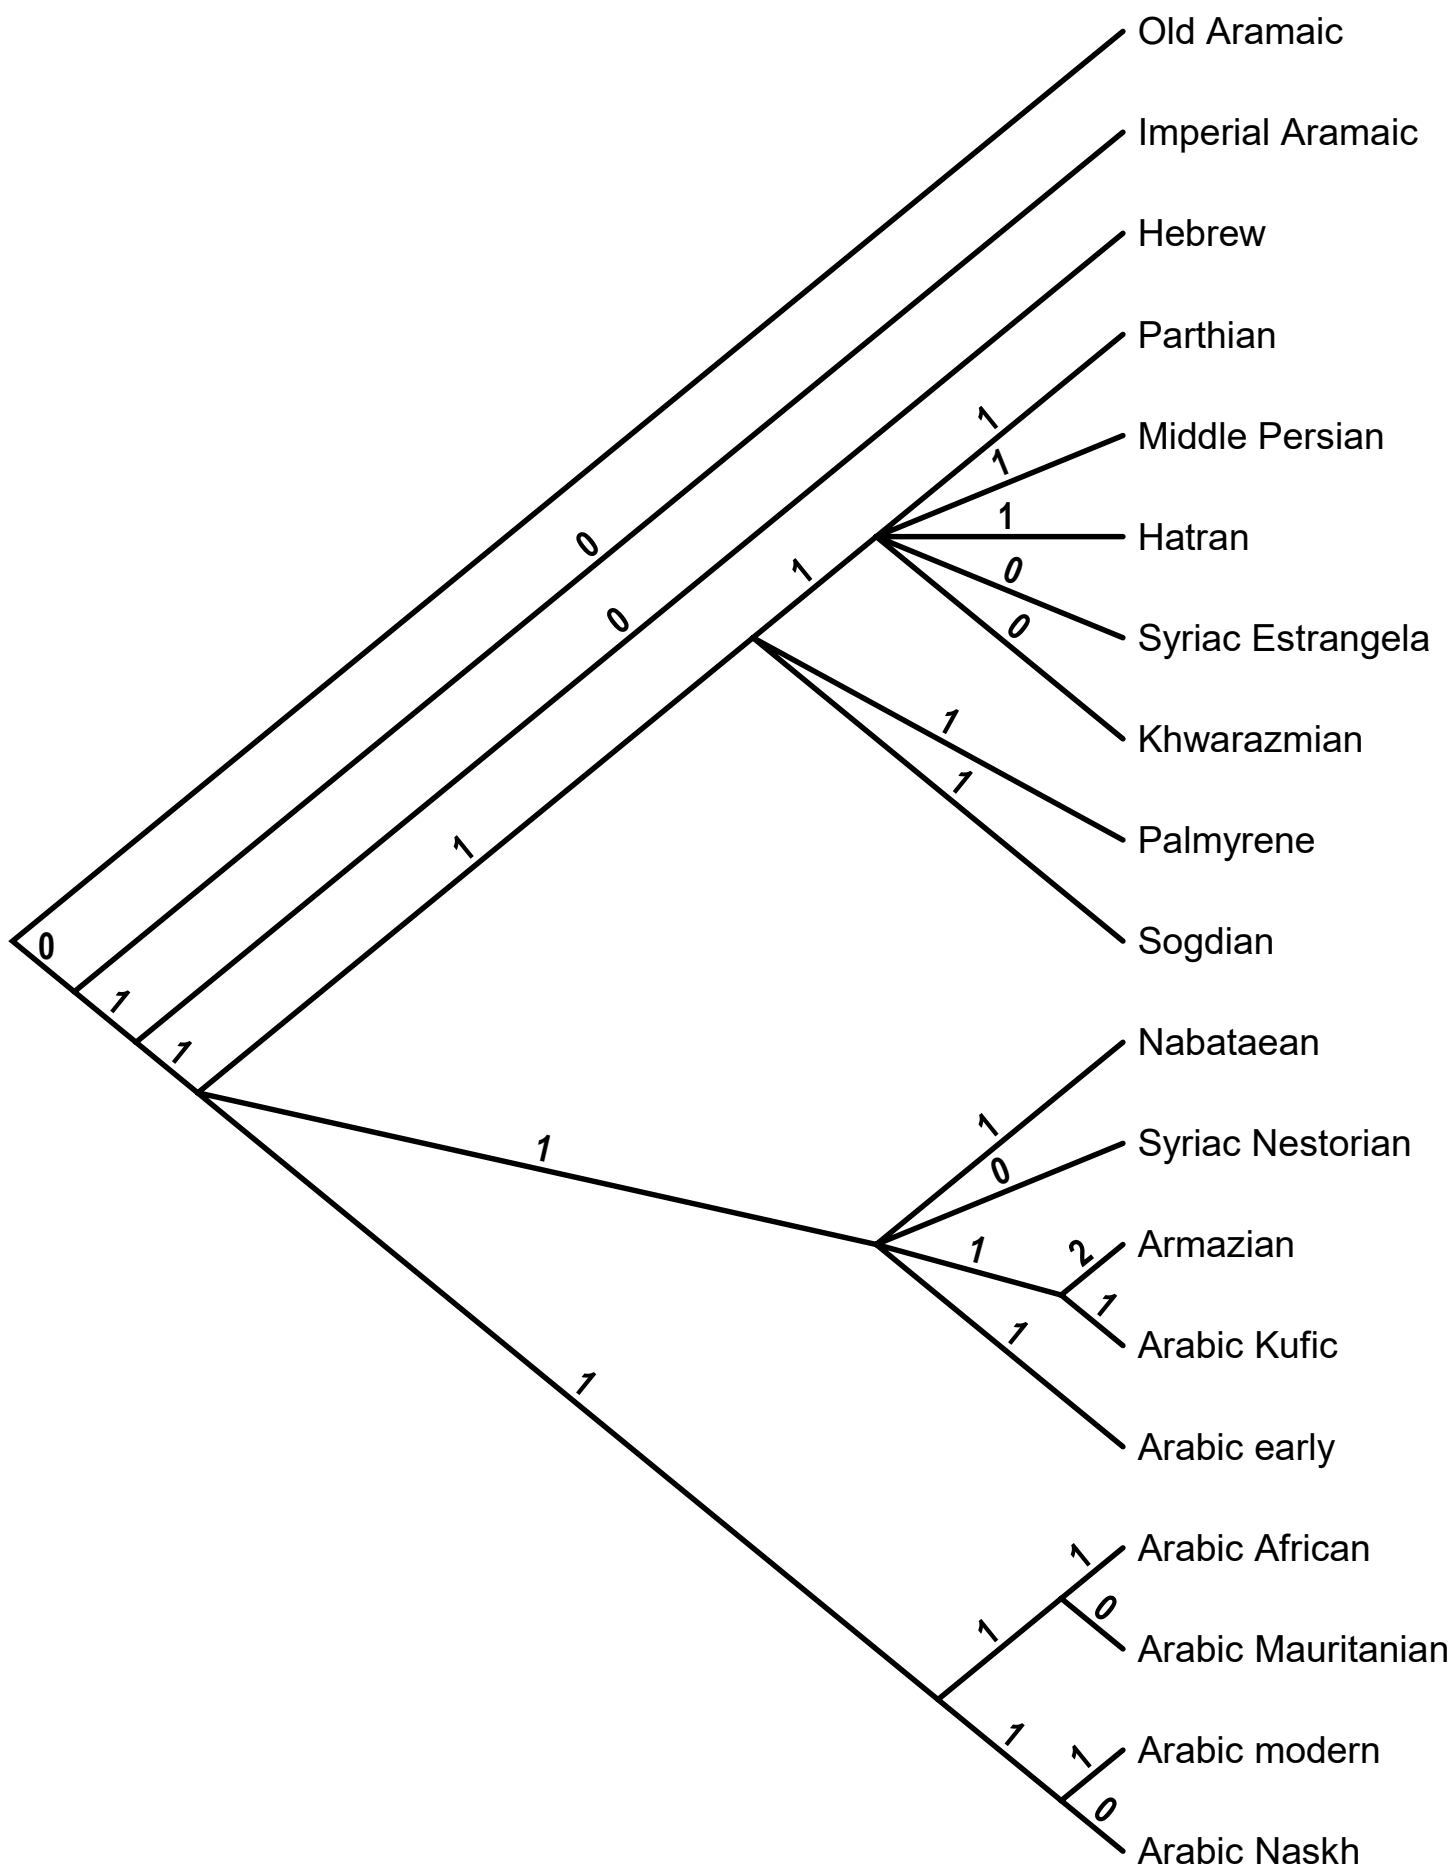 Old Aramaic
Imperial Aramaic
Hebrew
Parthian
1
Middle Persian
1
1
Hatran
0
0
1
0
Syriac Estrangela
0
Khwarazmian
1
1
Palmyrene
1
Sogdian
0
1
1
Nabataean
1
1
Syriac Nestorian
0
1
2
Armazian
1
1
Arabic Kufic
1
1
Arabic early
1
Arabic African
0
1
Arabic Mauritanian
1
1
Arabic modern
0
Arabic Naskh